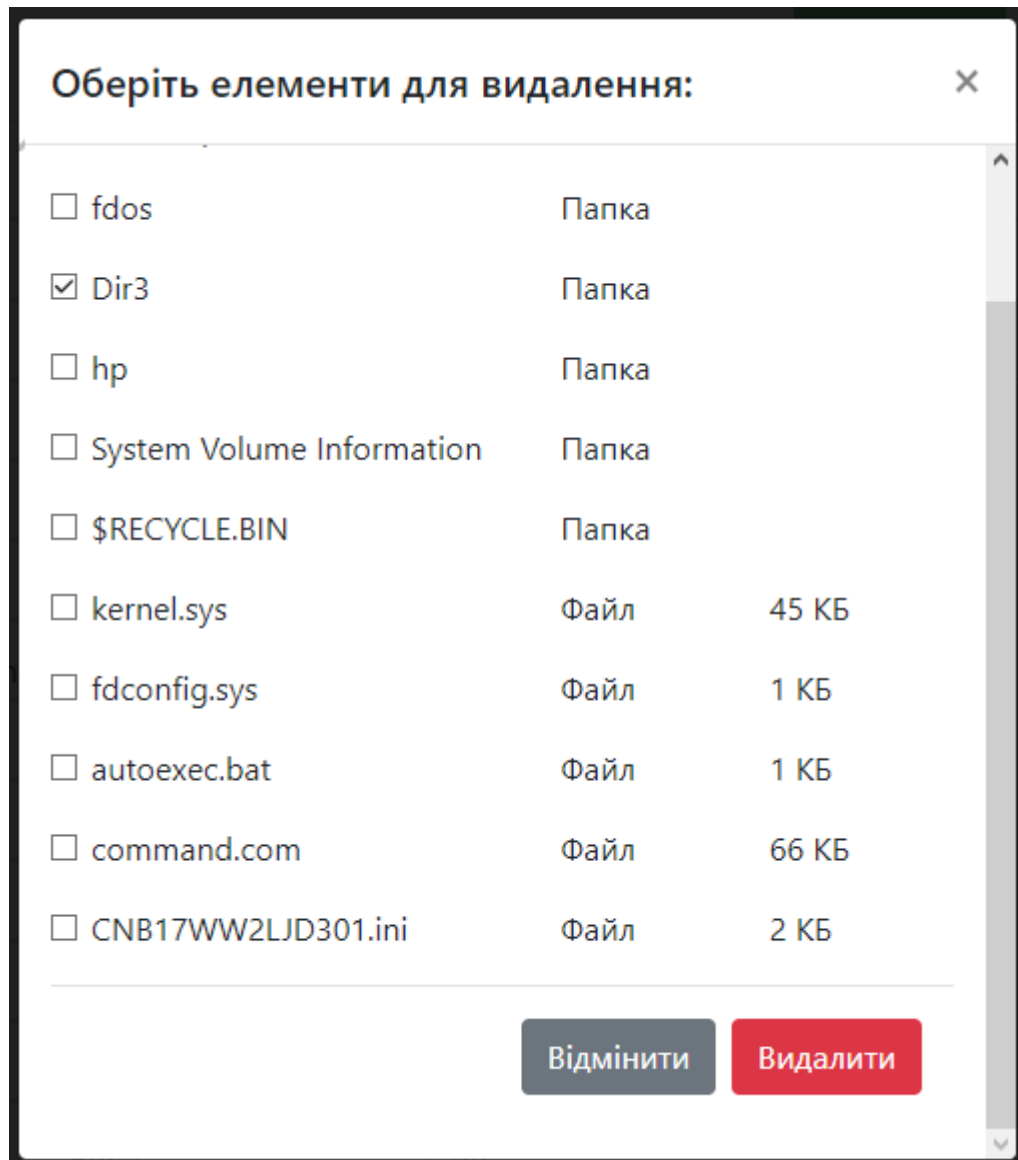 Оберіть елементи для видалення:
fdos Папка
Dir3 Папка
hp Папка
System Volume Information Папка
$RECYCLE.BIN Папка
kernel.sys Файл 45 КБ
fdconfig.sys Файл 1 КБ
autoexec.bat Файл 1 КБ
command.com Файл 66 КБ
CNB17WW2LJD301.ini Файл 2 КБ
Відмінити Видалити